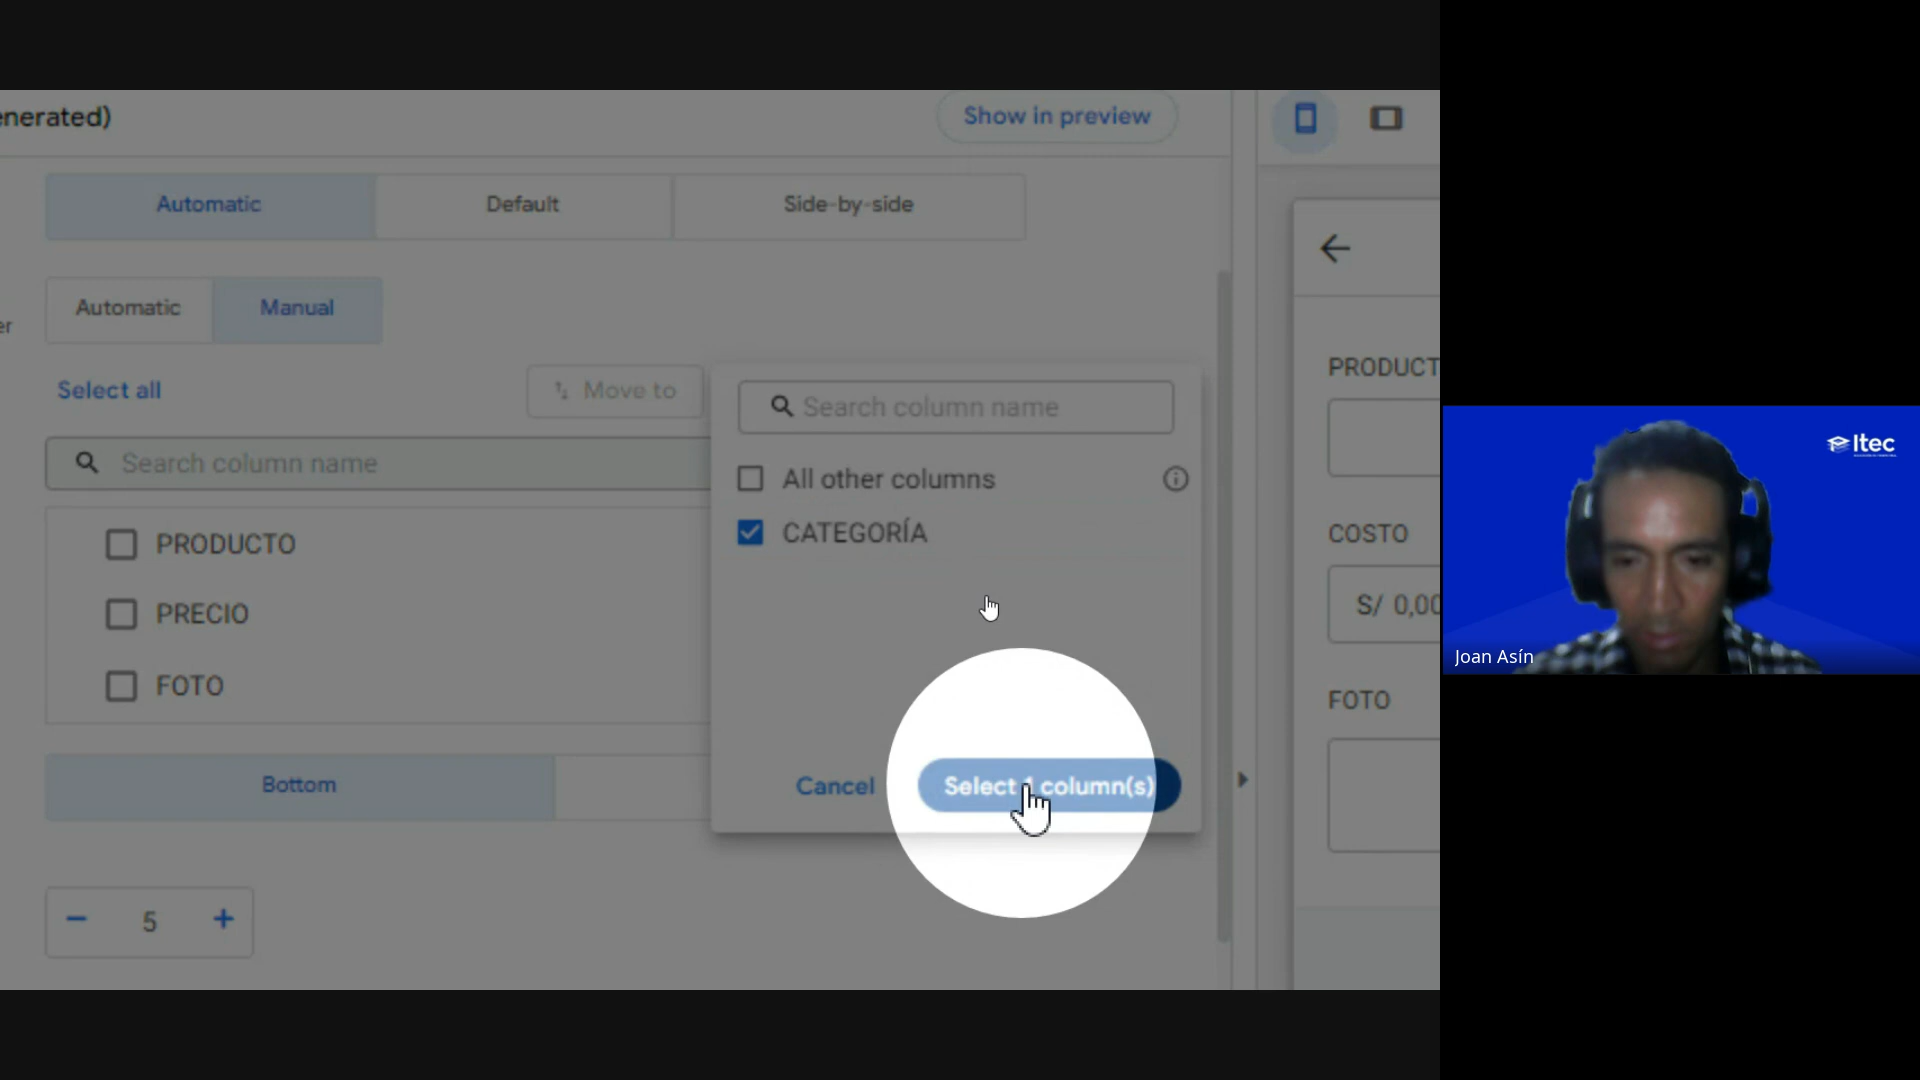 enerated)
Show in preview
Automatic
Default
Side-by-side
er
Automatic
Manual
Select all
Move to
Search column name
PRODUCTO
PRECIO
FOTO
Bottom
5
Search column name
All other columns
CATEGORÍA
Cancel
Select 1 column(s)
PRODUCT
COSTO
S/ 0,00
FOTO
Itec
Joan Asín